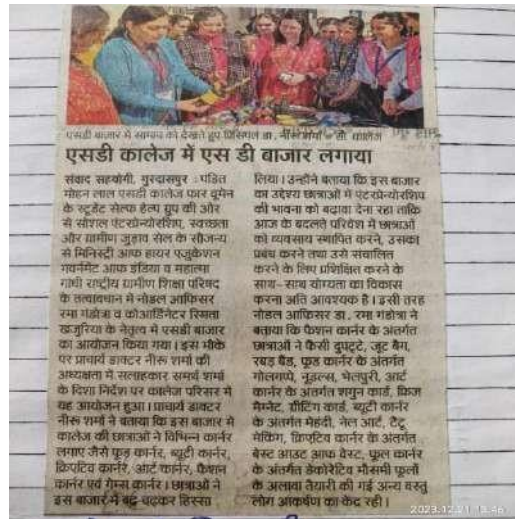 एसडी बाजार में सामान को देखते हुए प्रिंसिपल डा. नीरू शर्मा
एसडी कालेज में एस डी बाजार लगाया
संवाद सहयोगी, गुरदासपुर : पंडित
मोहन लाल एसडी कालेज फार वूमेन
के स्टूडेंट सेल्फ हेल्प ग्रुप की ओर
से सोशल एंटरप्रेन्योरशिप, स्वच्छता
और ग्रामीण जुड़ाव सेल के सौजन्य
से मिनिस्ट्री आफ हायर एजुकेशन
गवर्नमेंट आफ इंडिया व महात्मा
गांधी राष्ट्रीय ग्रामीण शिक्षा परिषद
के तत्वावधान में नोडल आफिसर
रमा गंडोत्रा व कोआर्डिनेटर स्मिता
खजुरिया के नेतृत्व में एसडी बाजार
का आयोजन किया गया। इस मौके
पर प्राचार्य डाक्टर नीरू शर्मा की
अध्यक्षता में सलाहकार समर्थ शर्मा
के दिशा निर्देश पर कालेज परिसर में
यह आयोजन हुआ। प्राचार्य डाक्टर
नीरू शर्मा ने बताया कि इस बाजार में
कालेज की छात्राओं ने विभिन्न कार्नर
लगाए जैसे फूड कार्नर, ब्यूटी कार्नर,
क्रिएटिव कार्नर, आर्ट कार्नर, फैशन
कार्नर एवं गेम्स कार्नर। छात्राओं ने
इस बाजार में बढ़-चढ़कर हिस्सा
लिया। उन्होंने बताया कि इस बाजार
का उद्देश्य छात्राओं में एंटरप्रेन्योरशिप
की भावना को बढ़ावा देना रहा ताकि
आज के बदलते परिवेश में छात्राओं
को व्यवसाय स्थापित करने, उसका
प्रबंध करने तथा उसे संचालित
करने के लिए प्रशिक्षित करने के
साथ-साथ योग्यता का विकास
करना अति आवश्यक है। इसी तरह
नोडल आफिसर डा. रमा गंडोत्रा ने
बताया कि फैशन कार्नर के अंतर्गत
छात्राओं ने फैंसी दुपट्टे, जूट बैग,
रबड़ बैंड, फूड कार्नर के अंतर्गत
गोलगप्पे, नूडल्स, भेलपुरी, आर्ट
कार्नर के अंतर्गत शगुन कार्ड, फ्रिज
मैग्नेट, ग्रीटिंग कार्ड, ब्यूटी कार्नर
के अंतर्गत मेहंदी, नेल आर्ट, टैटू
मेकिंग, क्रिएटिव कार्नर के अंतर्गत
बेस्ट आउट आफ वेस्ट, फूल कार्नर
के अंतर्गत डेकोरेटिव मौसमी फूलों
के अलावा तैयारी की गई अन्य वस्तु
लोग आकर्षण का केंद्र रही।
2023.12.21 13:46